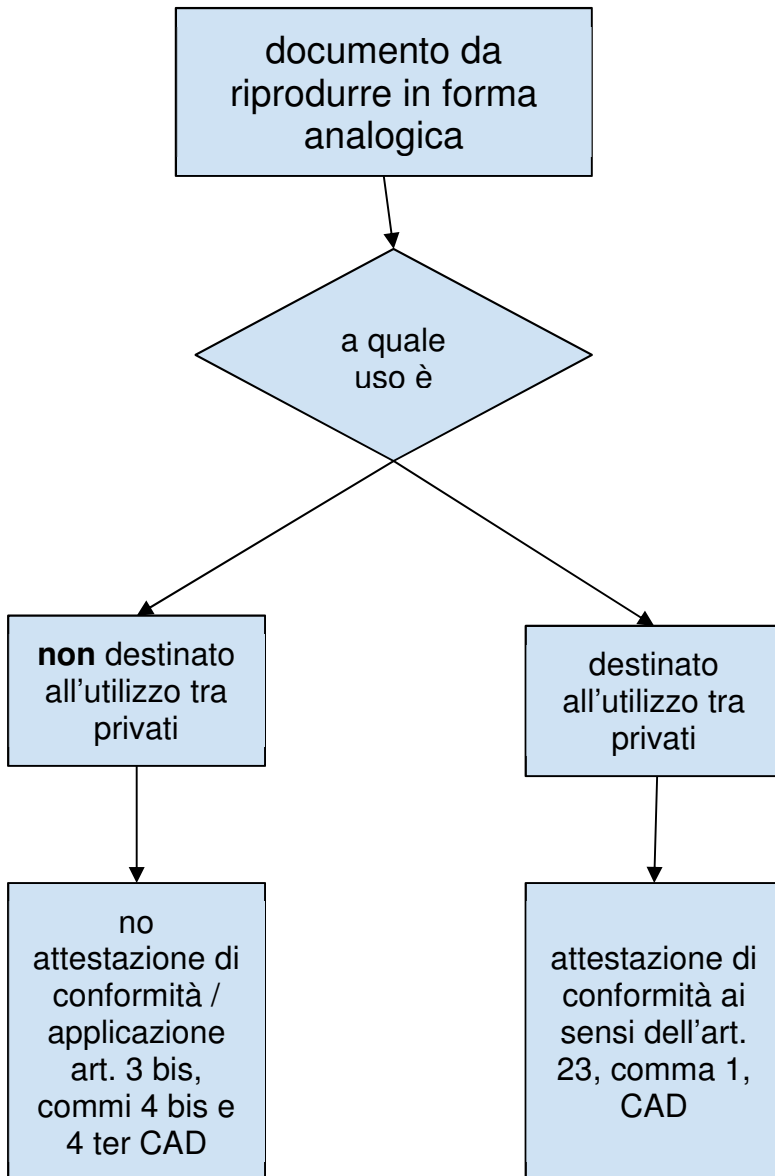 documento da
riprodurre in forma
analogica
a quale
uso è
non destinato
all'utilizzo tra
privati
destinato
all'utilizzo tra
privati
no
attestazione di
conformità /
applicazione
art. 3 bis,
commi 4 bis e
4 ter CAD
attestazione di
conformità ai
sensi dell'art.
23, comma 1,
CAD